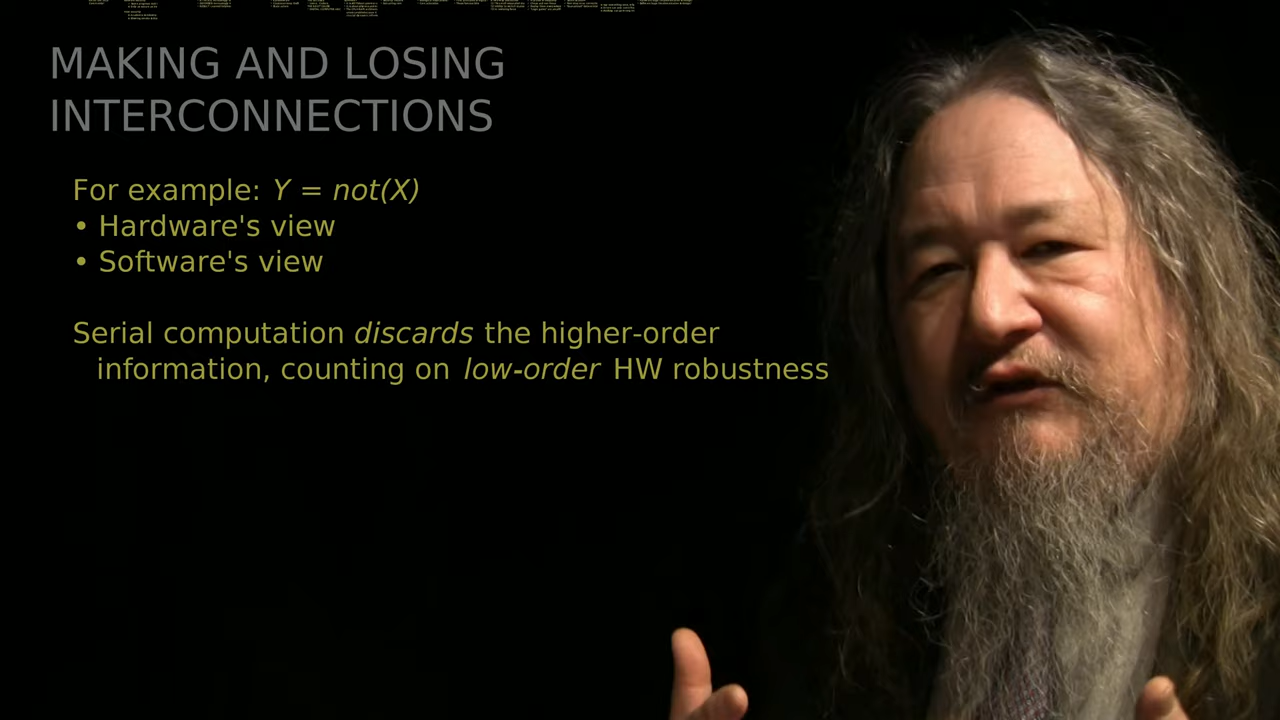 MAKING AND LOSING
INTERCONNECTIONS
For example: Y = not(X)
• Hardware's view
• Software's view
Serial computation discards the higher-order
information, counting on low-order HW robustness